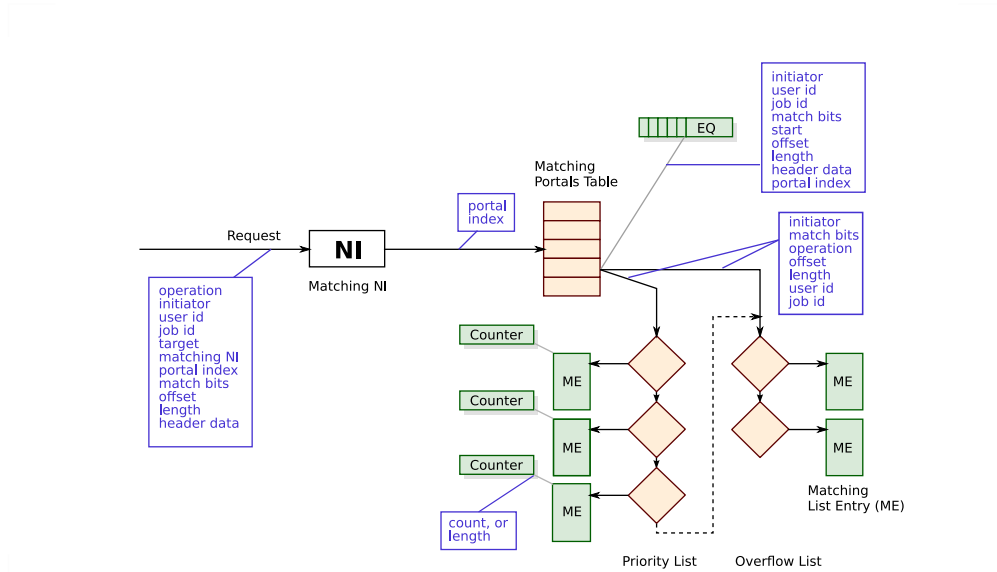 initiator
user id
job id
match bits
start
offset
length
header data
portal index
EQ
Matching
Portals Table
portal
index
Request
NI
Matching NI
initiator
match bits
operation
offset
length
user id
job id
operation
initiator
user id
job id
target
matching NI
portal index
match bits
offset
length
header data
Counter
ME
ME
Counter
ME
ME
Counter
ME
count, or
length
Matching
List Entry (ME)
Priority List
Overflow List